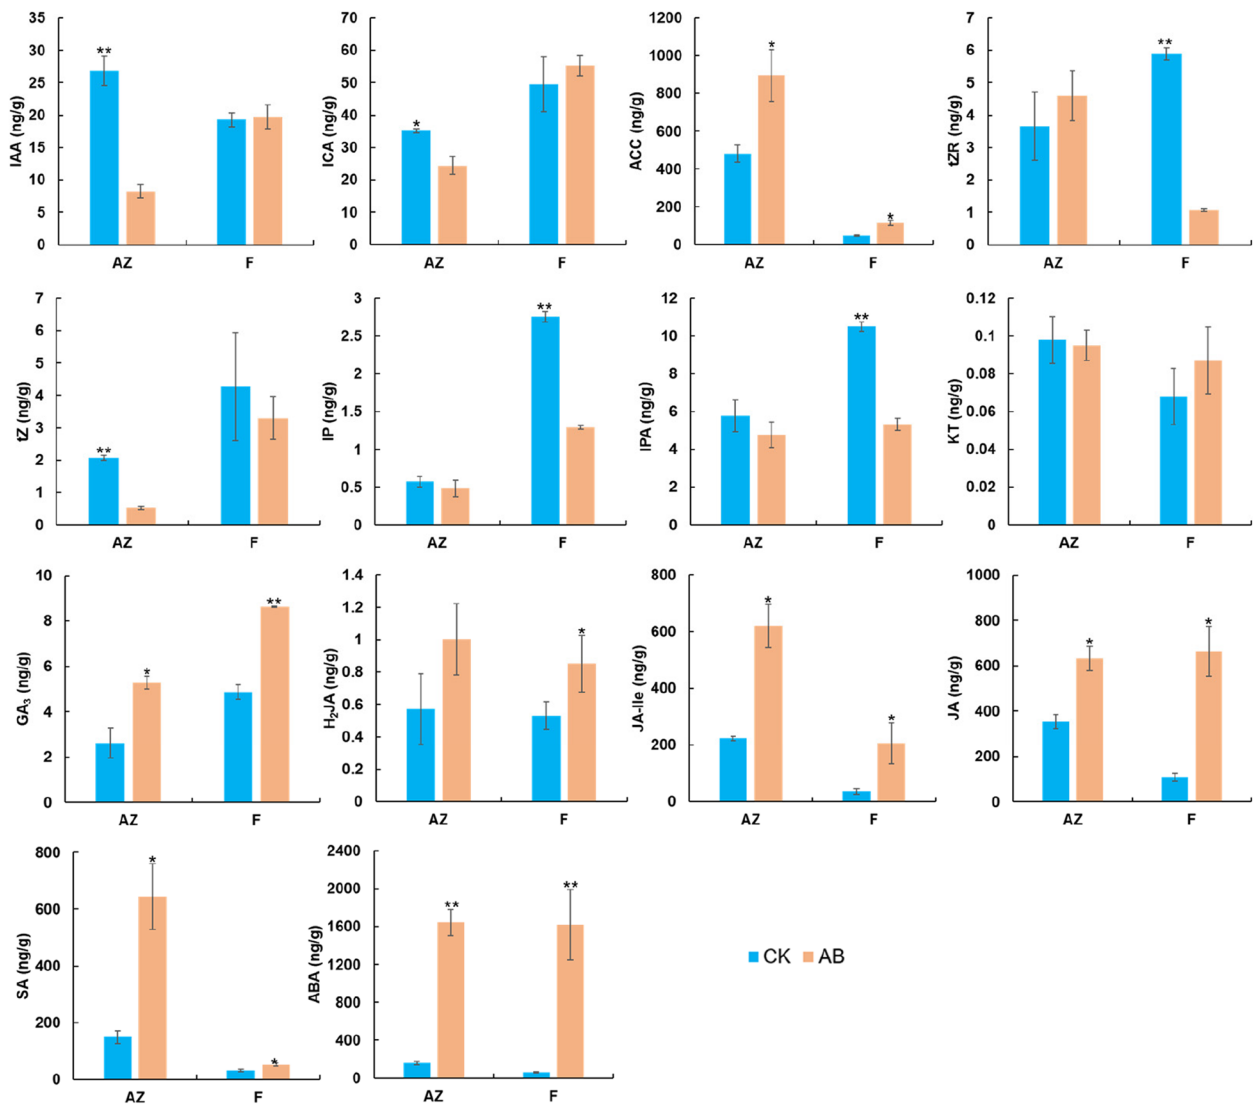 IAA (ng/g)
35
30
25
20
15
10
5
0
**
AZ
F
ICA (ng/g)
70
60
50
40
30
20
10
0
*
AZ
F
ACC (ng/g)
1200
1000
800
600
400
200
0
*
*
AZ
F
tZR (ng/g)
7
6
5
4
3
2
1
0
**
AZ
F
tZ (ng/g)
7
6
5
4
3
2
1
0
**
AZ
F
IP (ng/g)
3
2.5
2
1.5
1
0.5
0
**
AZ
F
IPA (ng/g)
12
10
8
6
4
2
0
**
AZ
F
KT (ng/g)
0.12
0.1
0.08
0.06
0.04
0.02
0
AZ
F
GA₃ (ng/g)
10
8
6
4
2
0
*
**
AZ
F
H₂JA (ng/g)
1.4
1.2
1
0.8
0.6
0.4
0.2
0
*
AZ
F
JA-Ile (ng/g)
800
600
400
200
0
*
*
AZ
F
JA (ng/g)
1000
800
600
400
200
0
*
*
AZ
F
SA (ng/g)
800
600
400
200
0
*
*
AZ
F
ABA (ng/g)
2400
2000
1600
1200
800
400
0
**
**
AZ
F
CK AB